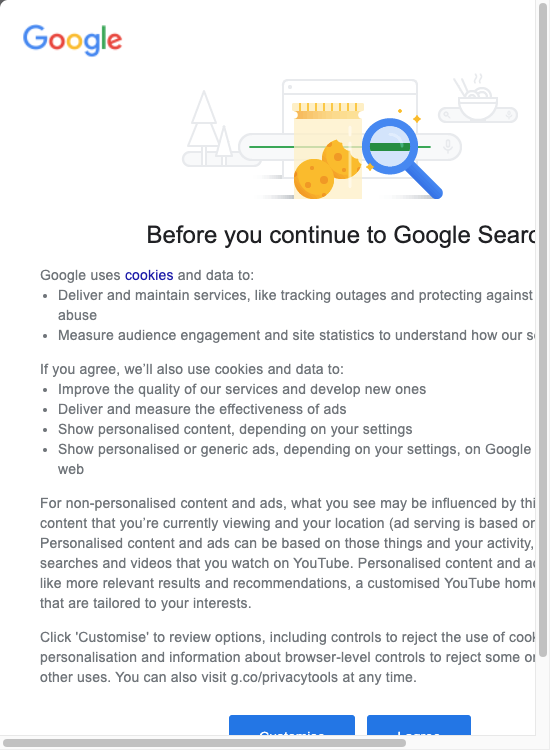 Google
Before you continue to Google Searc
Google uses cookies and data to:
• Deliver and maintain services, like tracking outages and protecting against
abuse
• Measure audience engagement and site statistics to understand how our s
If you agree, we’ll also use cookies and data to:
• Improve the quality of our services and develop new ones
• Deliver and measure the effectiveness of ads
• Show personalised content, depending on your settings
• Show personalised or generic ads, depending on your settings, on Google
web
For non-personalised content and ads, what you see may be influenced by thi
content that you’re currently viewing and your location (ad serving is based or
Personalised content and ads can be based on those things and your activity,
searches and videos that you watch on YouTube. Personalised content and a
like more relevant results and recommendations, a customised YouTube home
that are tailored to your interests.
Click 'Customise' to review options, including controls to reject the use of cook
personalisation and information about browser-level controls to reject some or
other uses. You can also visit g.co/privacytools at any time.
Customise I agree